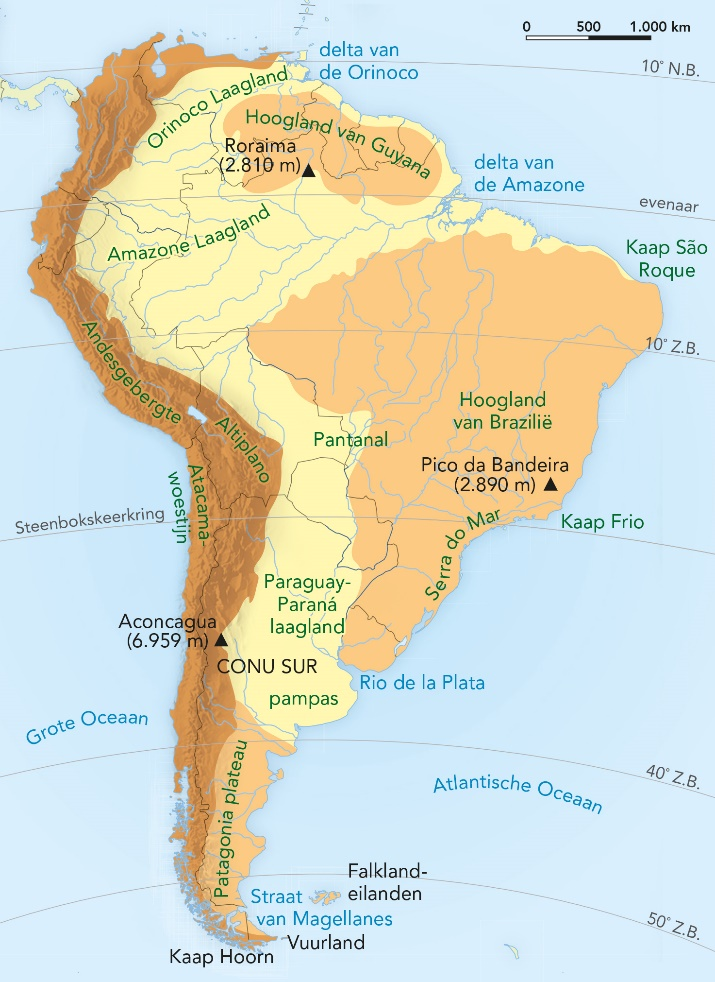 0 500 1.000 km
delta van
de Orinoco
10° N.B.
Orinoco Laagland
Hoogland van Guyana
Roraima
(2.810 m)
delta van
de Amazone
evenaar
Amazone Laagland
Kaap São
Roque
10° Z.B.
Andesgebergte
Hoogland
van Brazilië
Altiplano
Pantanal
Pico da Bandeira
(2.890 m)
Atacama-
woestijn
Steenbokskeerkring
Kaap Frio
Serra do Mar
Paraguay-
Paraná
laagland
Aconcagua
(6.959 m)
CONU SUR
Rio de la Plata
pampas
Grote Oceaan
Patagonia plateau
40° Z.B.
Atlantische Oceaan
Falkland-
eilanden
Straat
van Magellanes
50° Z.B.
Vuurland
Kaap Hoorn